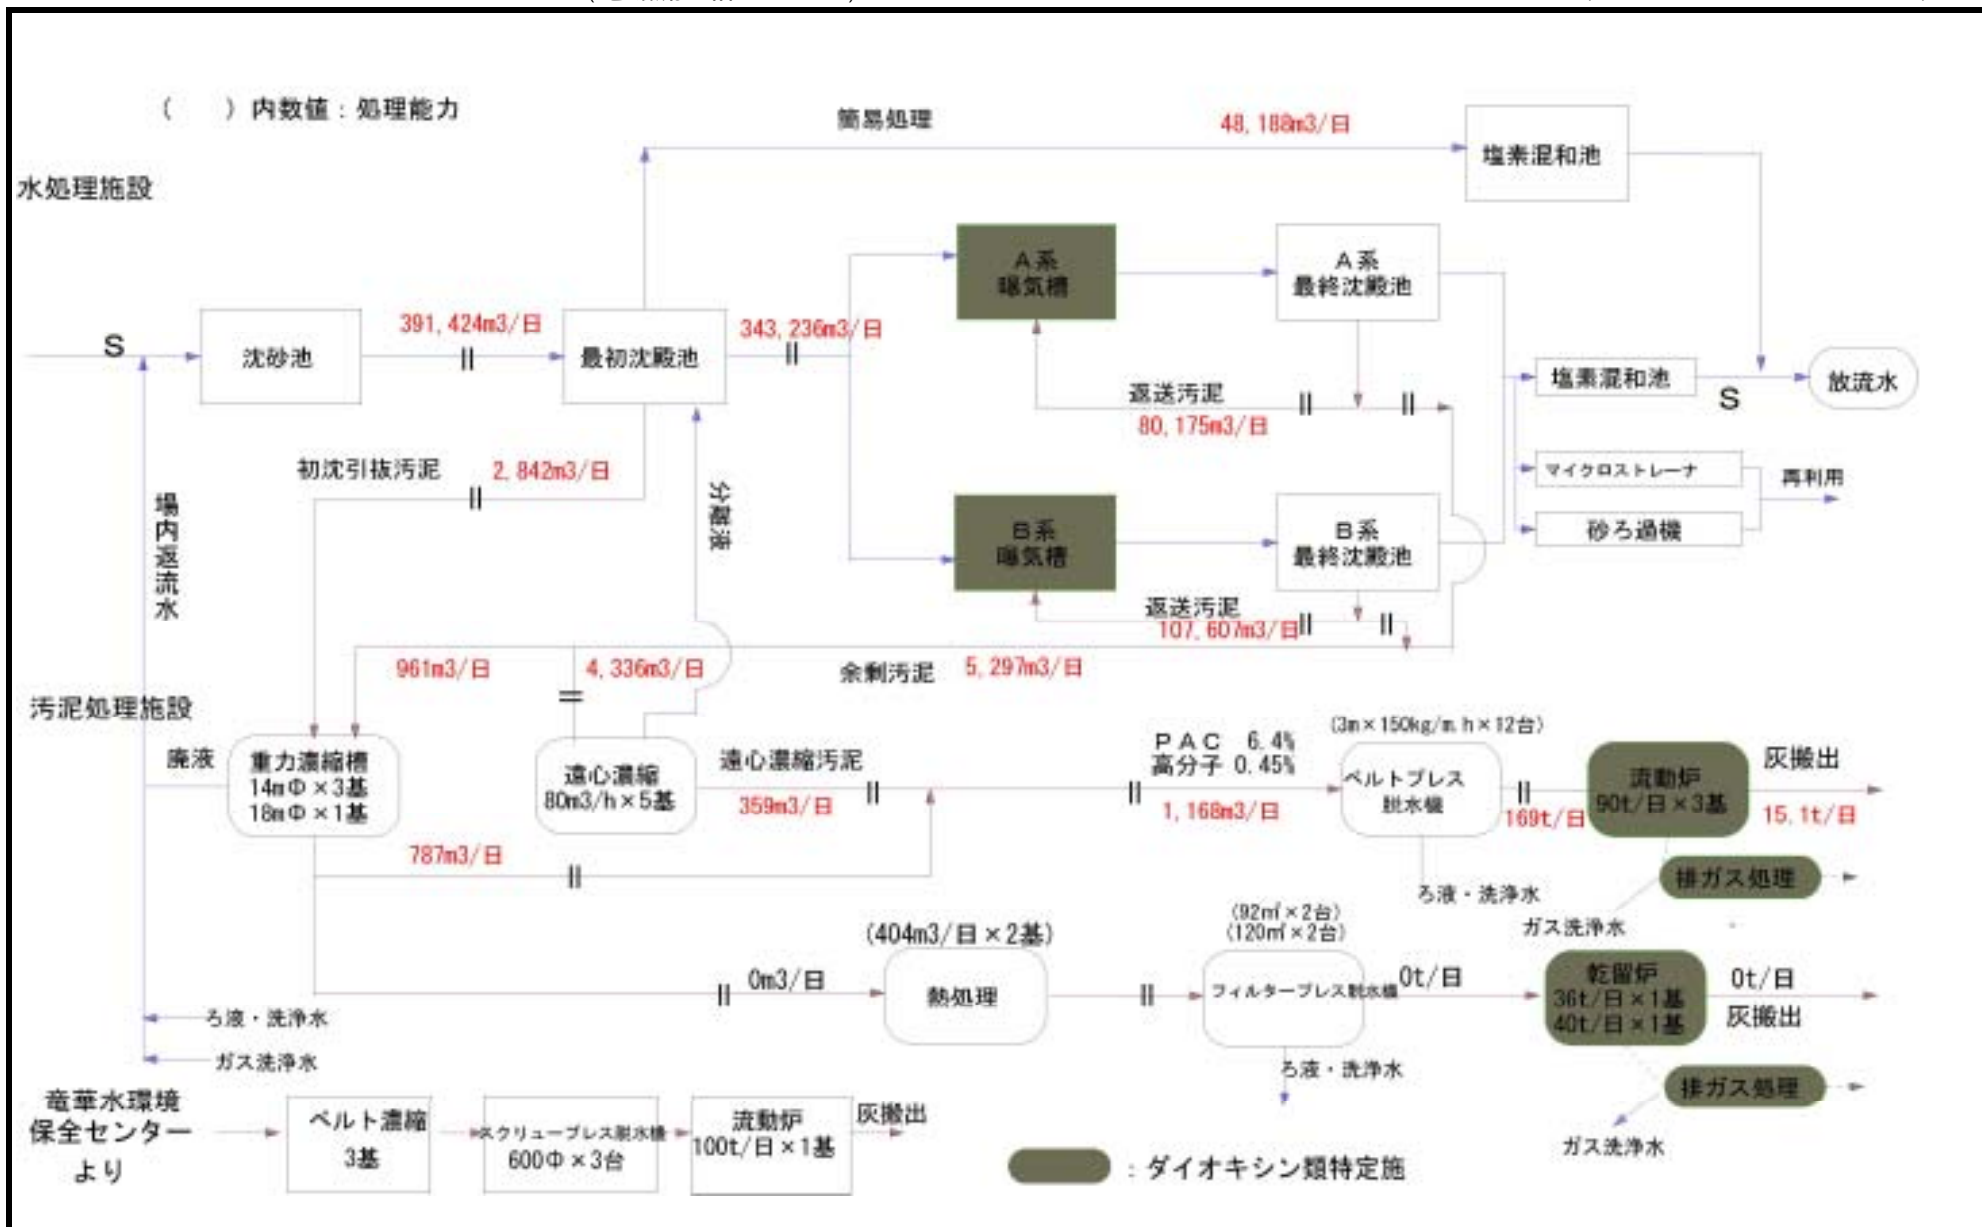 （　　）内数値：処理能力
簡易処理
48,188m3/日
塩素混和池
水処理施設
A系
曝気槽
A系
最終沈殿池
S
沈砂池
391,424m3/日
最初沈殿池
343,236m3/日
返送汚泥
80,175m3/日
塩素混和池
S
放流水
初沈引抜汚泥
2,842m3/日
分離液
場内返流水
マイクロストレーナ
再利用
砂ろ過機
B系
曝気槽
B系
最終沈殿池
返送汚泥
107,607m3/日
961m3/日
4,336m3/日
余剰汚泥
5,297m3/日
汚泥処理施設
廃液
重力濃縮槽
14mΦ×3基
18mΦ×1基
遠心濃縮
80m3/h×5基
遠心濃縮汚泥
359m3/日
PAC 6.4%
高分子 0.45%
1,168m3/日
(3m×150kg/m.h×12台)
ベルトプレス
脱水機
169t/日
流動炉
90t/日×3基
灰搬出
15.1t/日
787m3/日
排ガス処理
ろ液・洗浄水
ガス洗浄水
0m3/日
(404m3/日×2基)
熱処理
(92㎡×2台)
(120㎡×2台)
フィルタープレス脱水機
0t/日
乾留炉
36t/日×1基
40t/日×1基
0t/日
灰搬出
ろ液・洗浄水
ガス洗浄水
ろ液・洗浄水
排ガス処理
ガス洗浄水
竜華水環境
保全センター
より
ベルト濃縮
3基
スクリュープレス脱水機
600Φ×3台
流動炉
100t/日×1基
灰搬出
：ダイオキシン類特定施